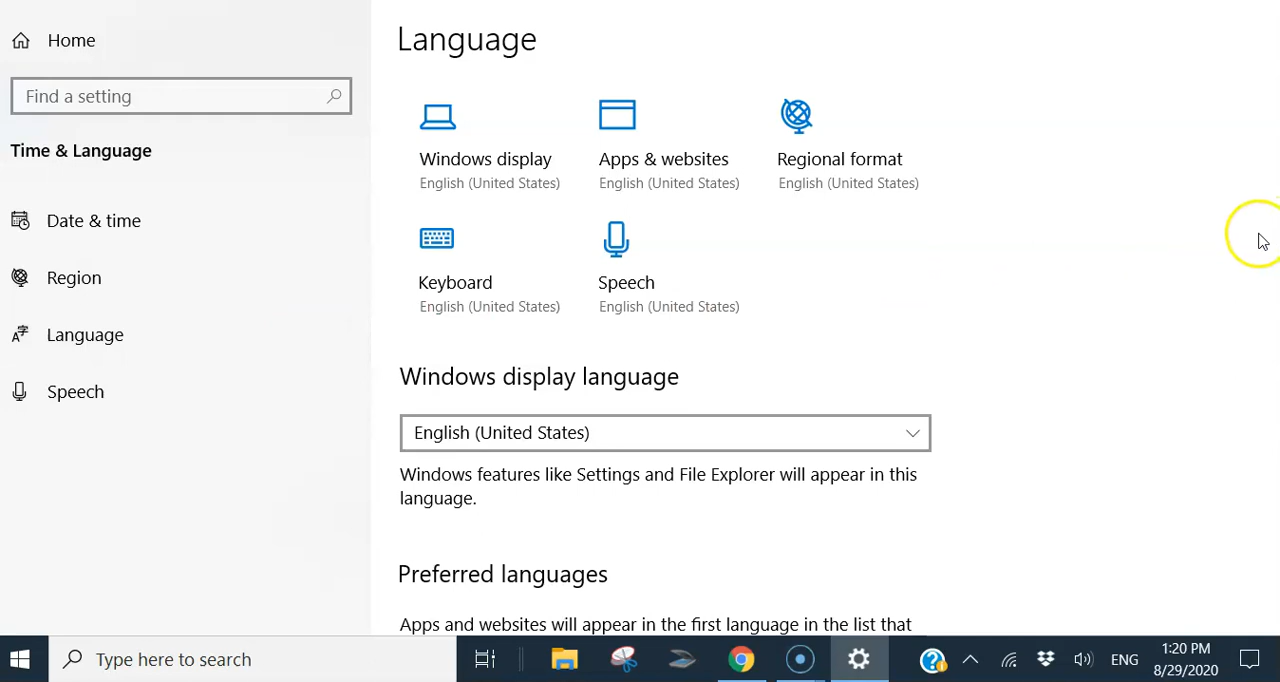 Home
Find a setting
Time & Language
Date & time
Region
Language
Speech
Language
Windows display
English (United States)
Apps & websites
English (United States)
Regional format
English (United States)
Keyboard
English (United States)
Speech
English (United States)
Windows display language
English (United States)
Windows features like Settings and File Explorer will appear in this
language.
Preferred languages
Apps and websites will appear in the first language in the list that
Type here to search
ENG
1:20 PM
8/29/2020